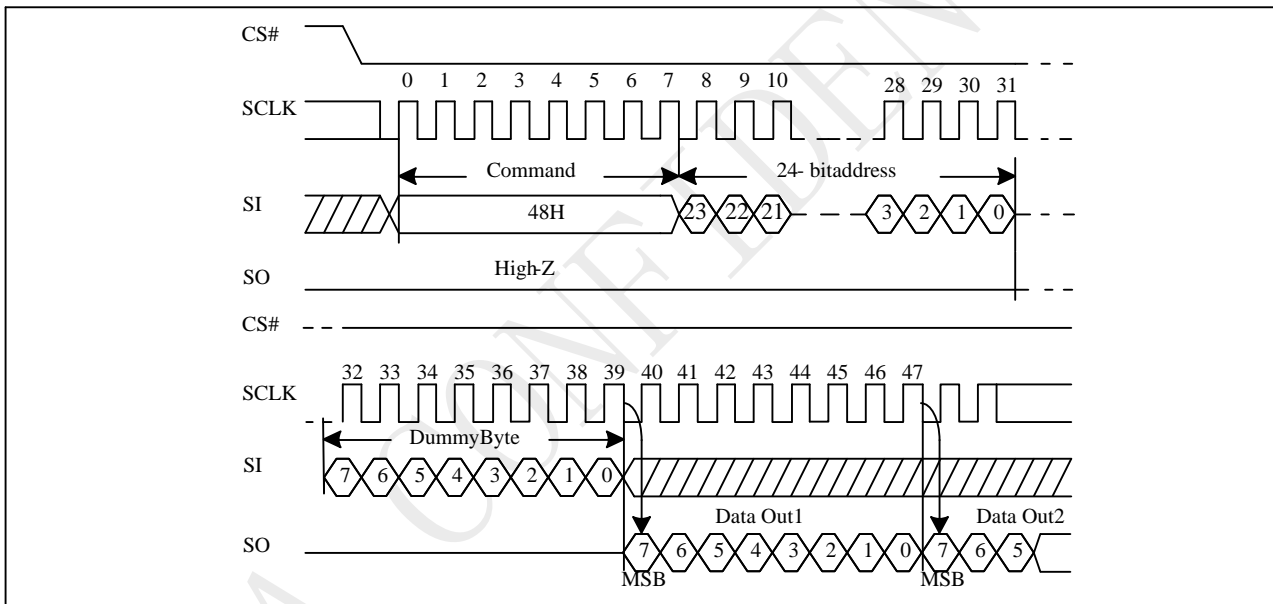 CS#
0 1 2 3 4 5 6 7 8 9 10 28 29 30 31
SCLK
Command 24- bitaddress
SI 48H 23 22 21 3 2 1 0
High-Z
SO
CS#
32 33 34 35 36 37 38 39 40 41 42 43 44 45 46 47
SCLK
DummyByte
SI 7 6 5 4 3 2 1 0
Data Out1 Data Out2
SO 7 6 5 4 3 2 1 0 7 6 5
MSB MSB